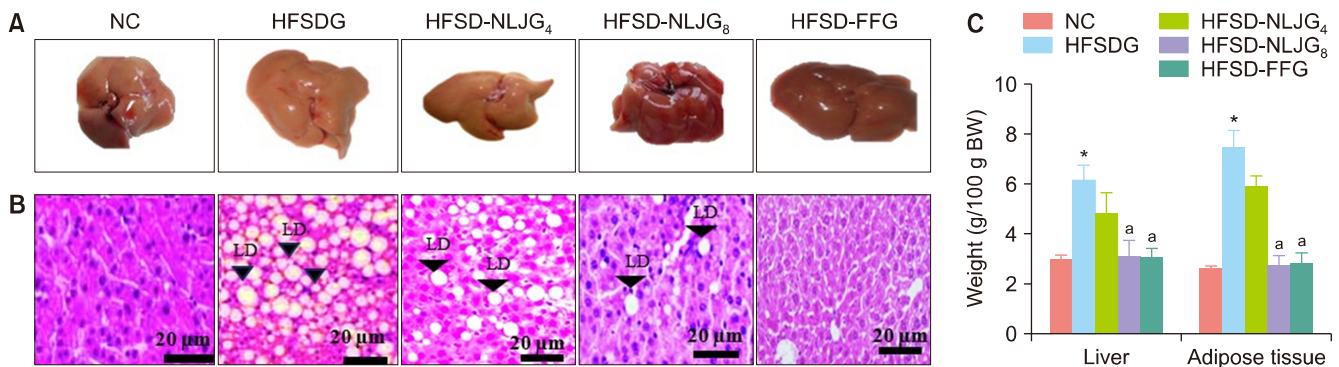 A
NC
HFSDG
HFSD-NLJG₄
HFSD-NLJG₈
HFSD-FFG
B
LD
LD
20 µm
LD
LD
20 µm
LD
LD
20 µm
20 µm
20 µm
C
NC
HFSDG
HFSD-NLJG₄
HFSD-NLJG₈
HFSD-FFG
Weight (g/100 g BW)
10
8
6
4
2
0
*
a
a
*
a
a
Liver
Adipose tissue